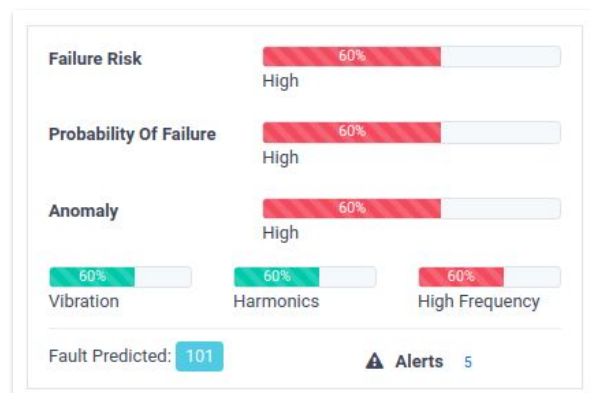 Failure Risk 60%
High
Probability Of Failure 60%
High
Anomaly 60%
High
60% 60% 60%
Vibration Harmonics High Frequency
Fault Predicted: 101 Alerts 5